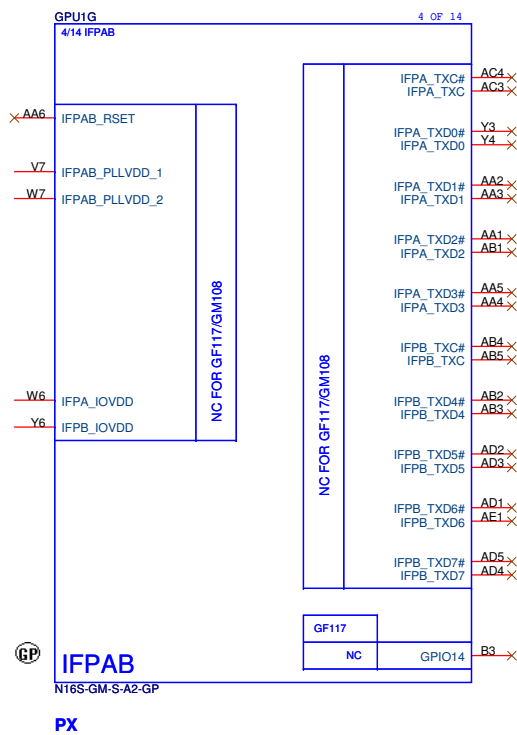 GPU1G
4 OF 14
4/14 IFPAB
AA6 IFPAB_RSET
V7 IFPAB_PLLVDD_1
W7 IFPAB_PLLVDD_2
W6 IFPA_IOVDD
Y6 IFPB_IOVDD
NC FOR GF117/GM108
NC FOR GF117/GM108
IFPA_TXC# AC4
IFPA_TXC AC3
IFPA_TXD0# Y3
IFPA_TXD0 Y4
IFPA_TXD1# AA2
IFPA_TXD1 AA3
IFPA_TXD2# AA1
IFPA_TXD2 AB1
IFPA_TXD3# AA5
IFPA_TXD3 AA4
IFPB_TXC# AB4
IFPB_TXC AB5
IFPB_TXD4# AB2
IFPB_TXD4 AB3
IFPB_TXD5# AD2
IFPB_TXD5 AD3
IFPB_TXD6# AD1
IFPB_TXD6 AE1
IFPB_TXD7# AD5
IFPB_TXD7 AD4
GF117
NC
GPIO14 B3
GP
IFPAB
N16S-GM-S-A2-GP
PX